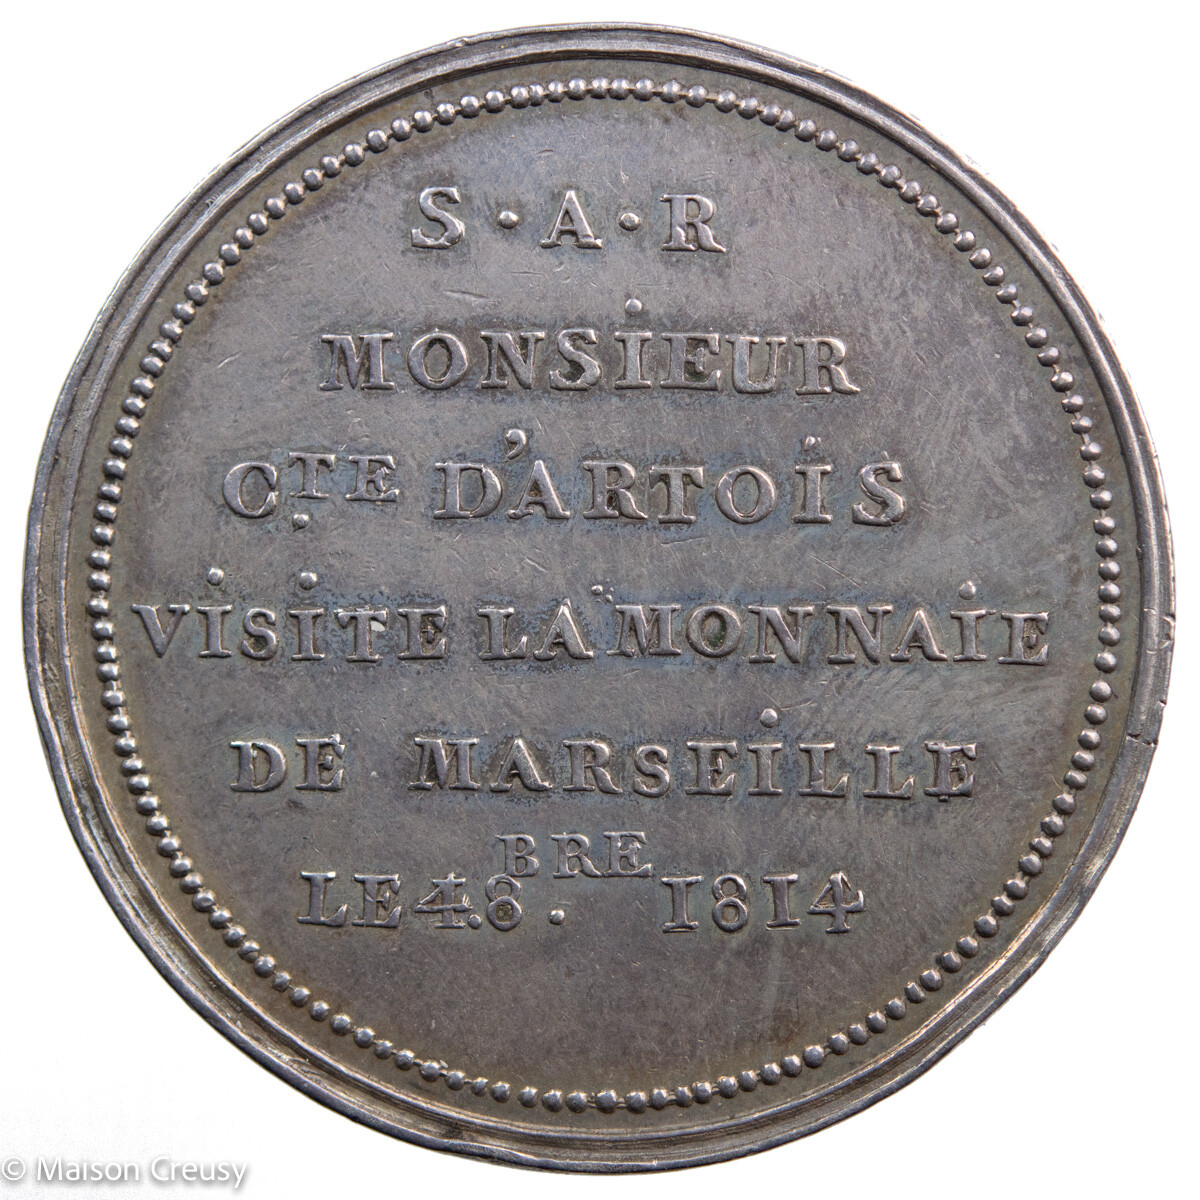 S·A·R
MONSIEUR
CTE D'ARTOIS
VISITE LA MONNAIE
DE MARSEILLE
LE 4. 8BRE. 1814
© Maison Creusy